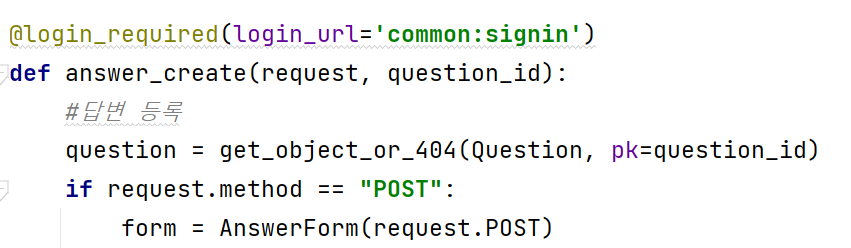 @login_required(login_url='common:signin')
def answer_create(request, question_id):
    #답변 등록
    question = get_object_or_404(Question, pk=question_id)
    if request.method == "POST":
        form = AnswerForm(request.POST)